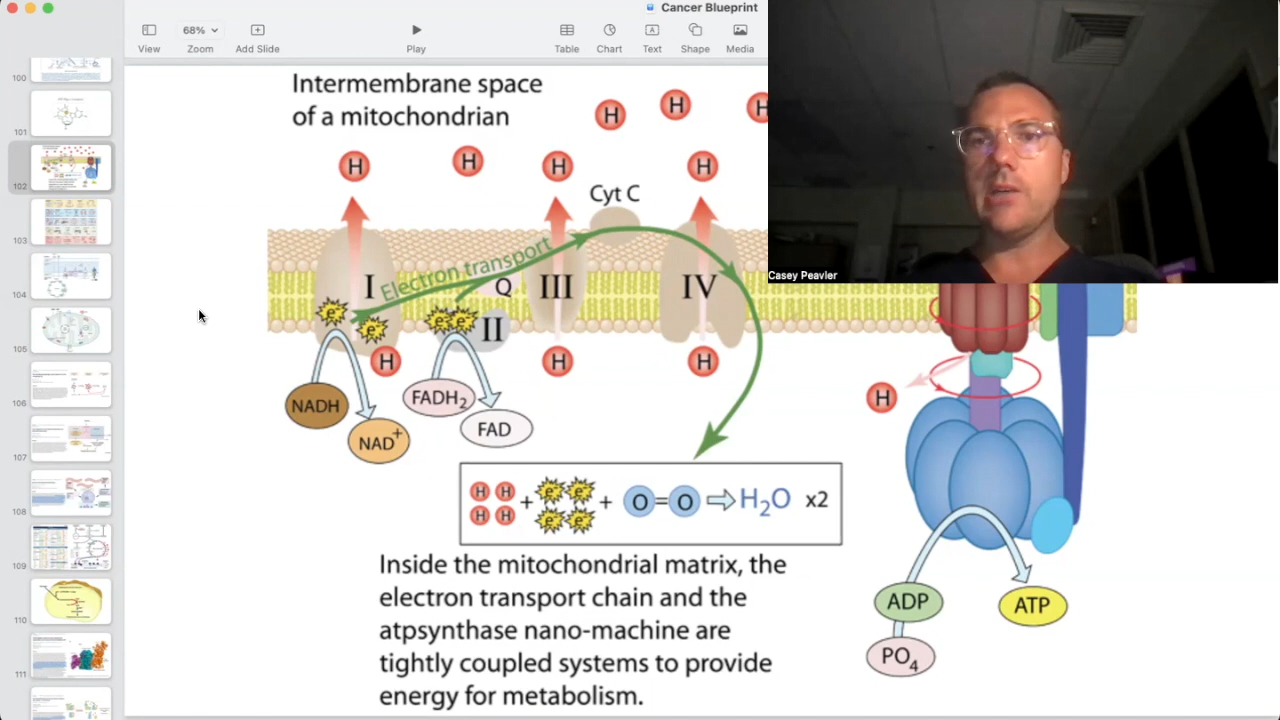 Cancer Blueprint
68%
View
Zoom
Add Slide
Play
Table
Chart
Text
Shape
Media
100
101
102
103
104
105
106
107
108
109
110
111
Intermembrane space
of a mitochondrian
H
H
H
H
H
H
H
Cyt C
Electron transport
I
Q
III
IV
II
e-
e-
e-
e-
H
H
H
H
NADH
NAD+
FADH2
FAD
H H + e- e- + O=O ⇨ H2O x2
H H e- e-
Inside the mitochondrial matrix, the
electron transport chain and the
atpsynthase nano-machine are
tightly coupled systems to provide
energy for metabolism.
ADP
ATP
PO4
Casey Peavler